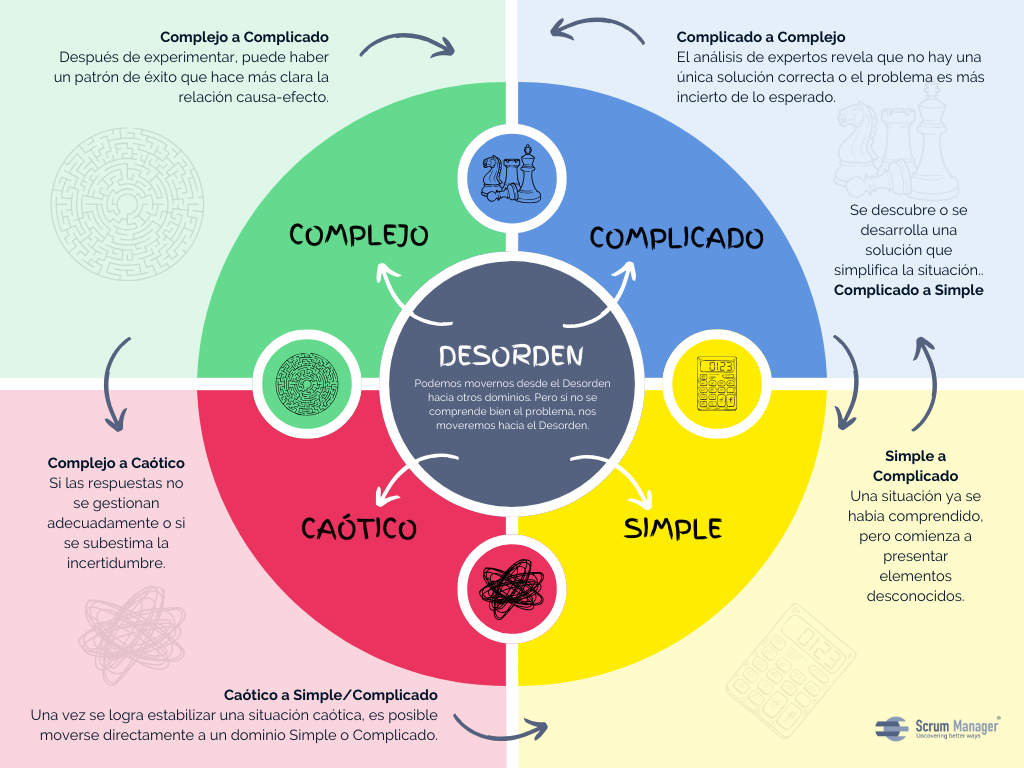 Complejo a Complicado
Después de experimentar, puede haber
un patrón de éxito que hace más clara la
relación causa-efecto.
Complicado a Complejo
El análisis de expertos revela que no hay una
única solución correcta o el problema es más
incierto de lo esperado.
COMPLEJO
COMPLICADO
Se descubre o se
desarrolla una
solución que
simplifica la situación..
Complicado a Simple
DESORDEN
Podemos movernos desde el Desorden
hacia otros dominios. Pero si no se
comprende bien el problema, nos
moveremos hacia el Desorden.
0123
Complejo a Caótico
Si las respuestas no
se gestionan
adecuadamente o si
se subestima la
incertidumbre.
CAÓTICO
SIMPLE
Simple a
Complicado
Una situación ya se
había comprendido,
pero comienza a
presentar
elementos
desconocidos.
0123
Caótico a Simple/Complicado
Una vez se logra estabilizar una situación caótica, es posible
moverse directamente a un dominio Simple o Complicado.
Scrum Manager®
Uncovering better ways